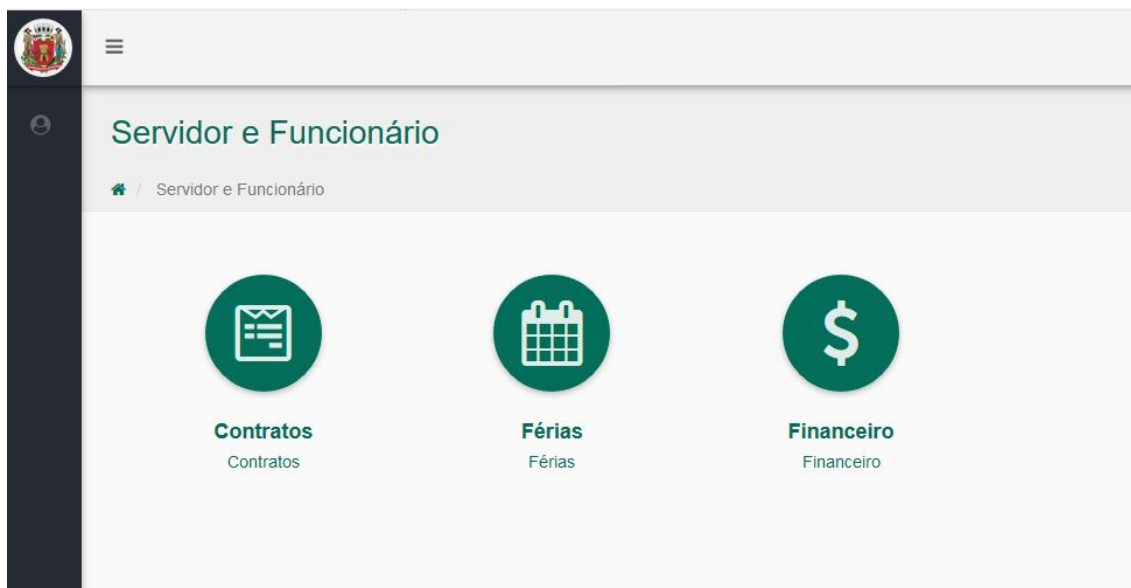 Servidor e Funcionário
/ Servidor e Funcionário
Contratos
Contratos
Férias
Férias
Financeiro
Financeiro